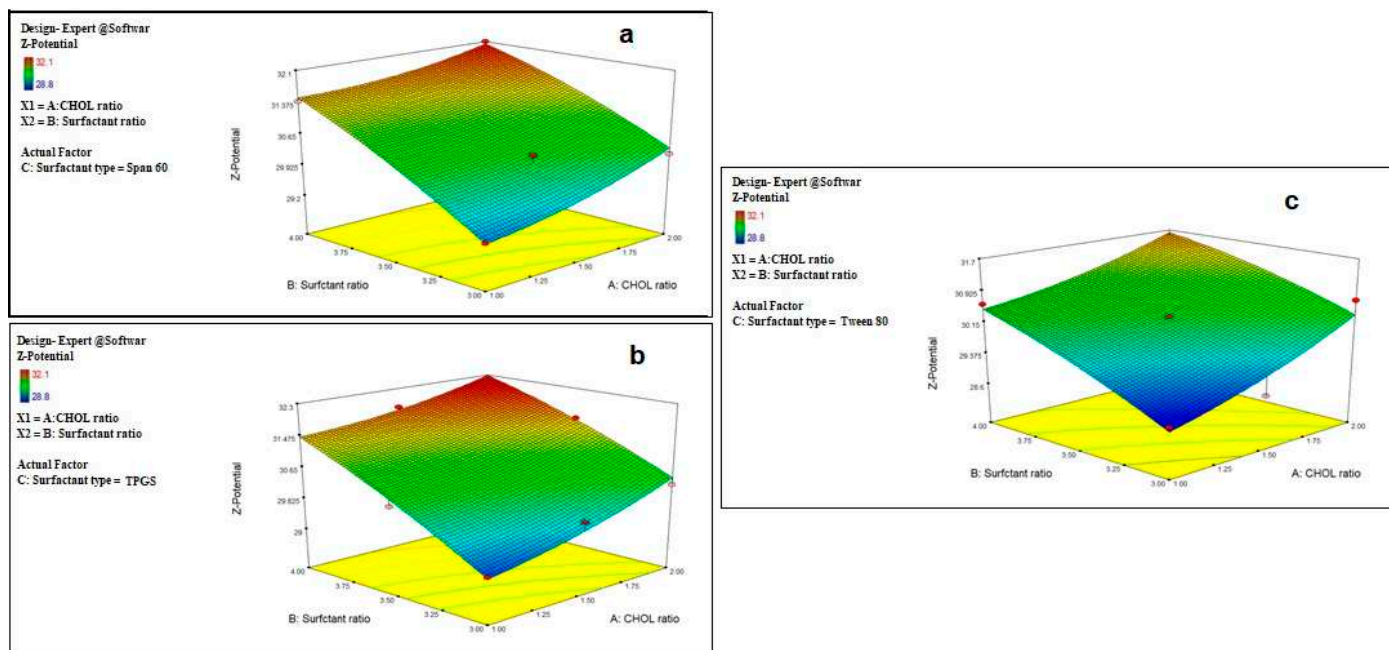 Design- Expert @Softwar
Z-Potential
32.1
28.8
X1 = A:CHOL ratio
X2 = B: Surfactant ratio
Actual Factor
C: Surfactant type = Span 60
a
32.1
31.375
30.65
29.925
29.2
Z-Potential
4.00
3.75
3.50
3.25
3.00
1.00
1.25
1.50
1.75
2.00
B: Surfctant ratio
A: CHOL ratio
Design- Expert @Softwar
Z-Potential
32.1
28.8
X1 = A:CHOL ratio
X2 = B: Surfactant ratio
Actual Factor
C: Surfactant type = TPGS
b
32.3
31.475
30.65
29.825
29
Z-Potential
4.00
3.75
3.50
3.25
3.00
1.00
1.25
1.50
1.75
2.00
B: Surfctant ratio
A: CHOL ratio
Design- Expert @Softwar
Z-Potential
32.1
28.8
X1 = A:CHOL ratio
X2 = B: Surfactant ratio
Actual Factor
C: Surfactant type = Tween 80
c
31.7
30.925
30.15
29.375
28.6
Z-Potential
4.00
3.75
3.50
3.25
3.00
1.00
1.25
1.50
1.75
2.00
B: Surfctant ratio
A: CHOL ratio